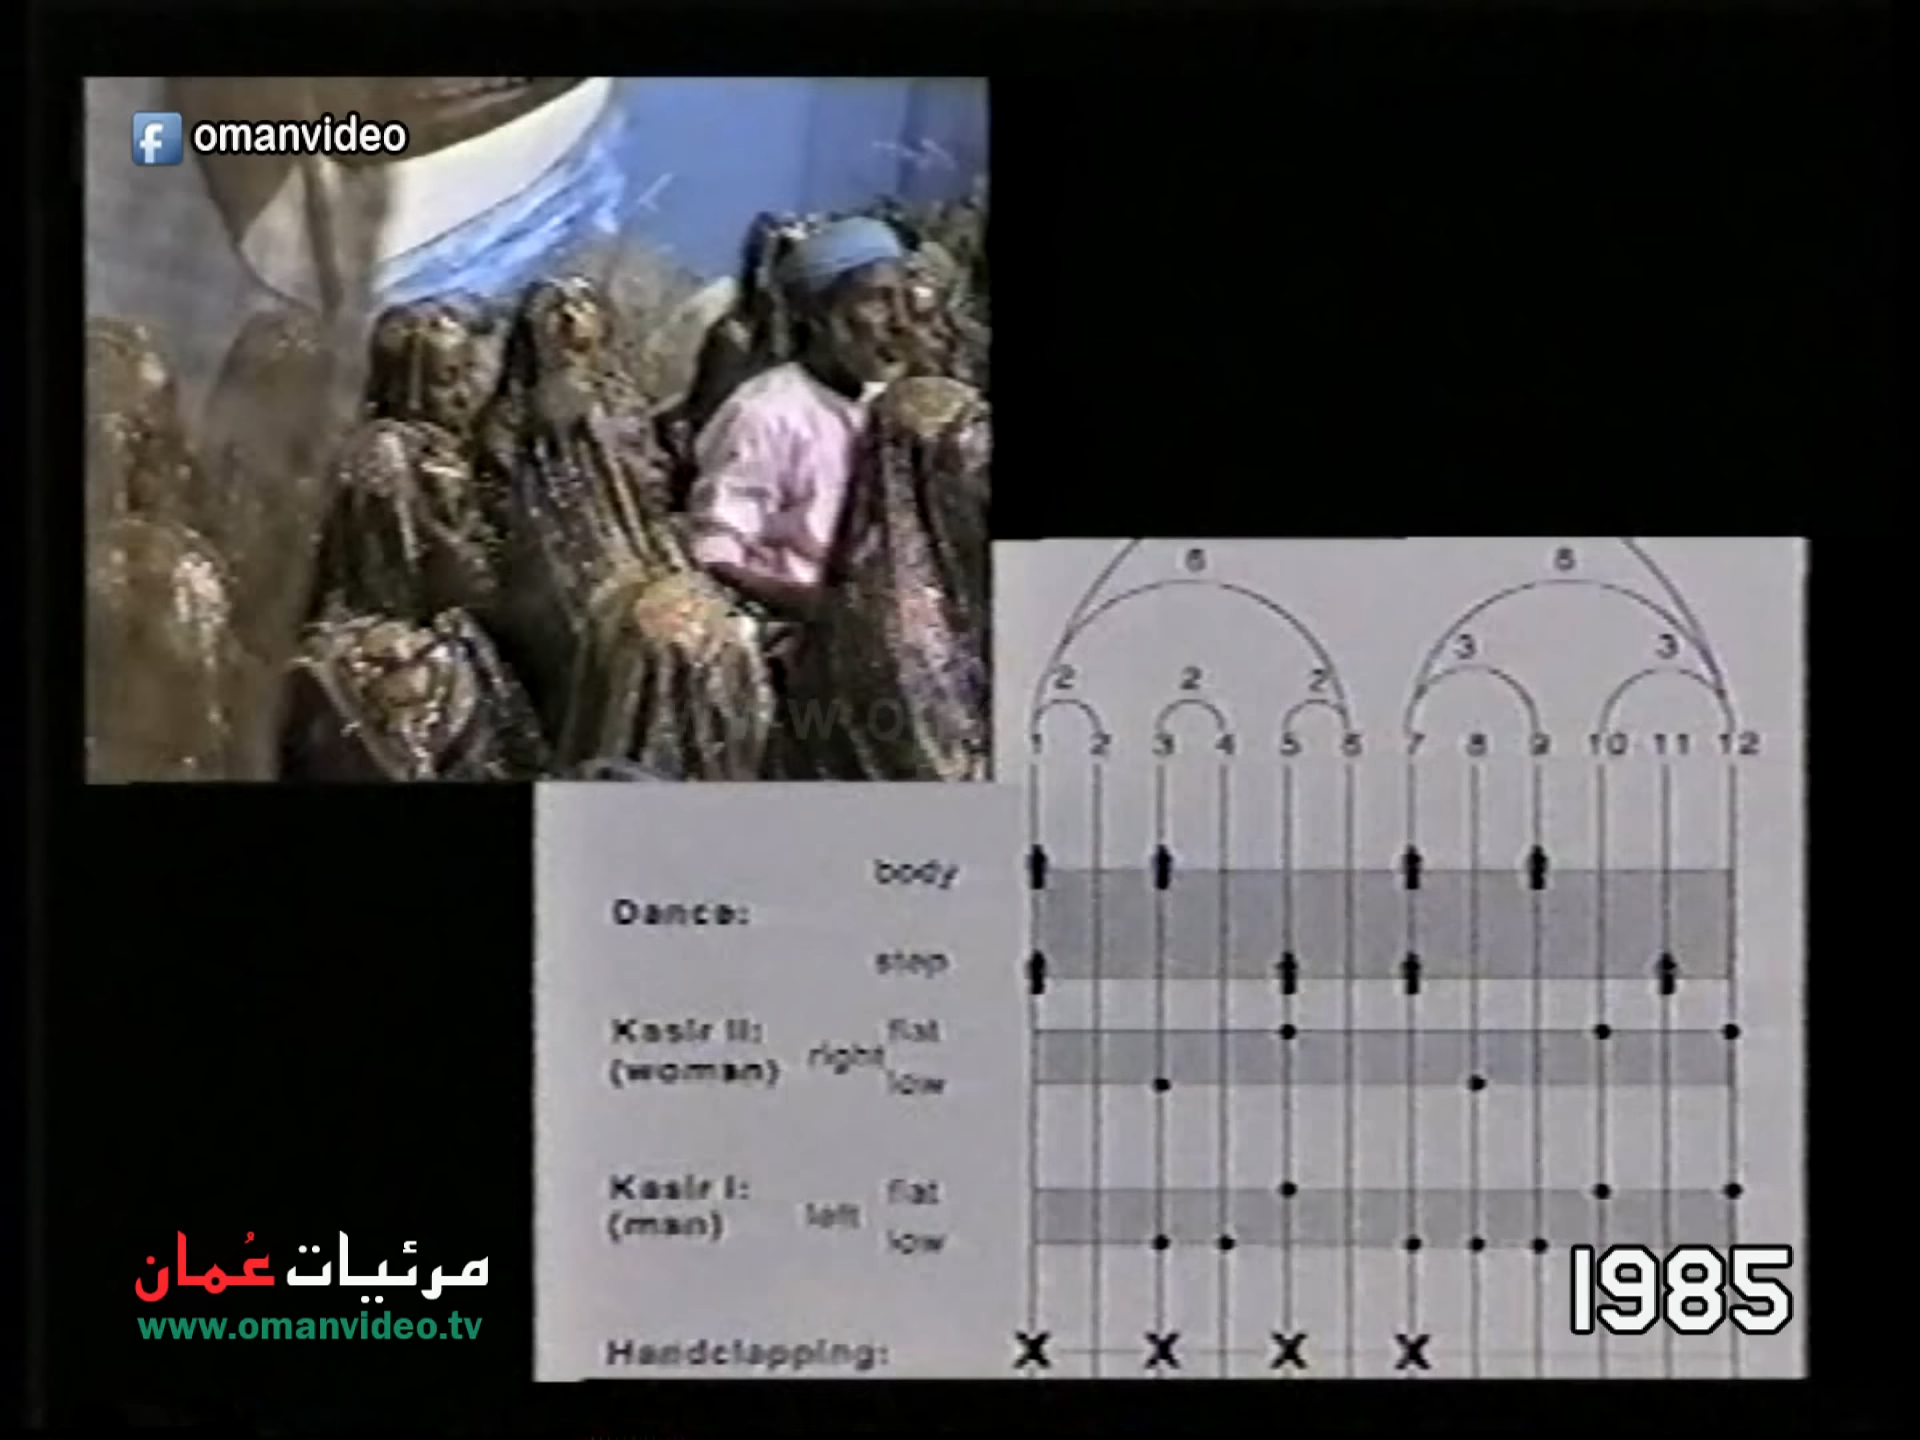 omanvideo
6 6
3 3
2 2 2
1 2 3 4 5 6 7 8 9 10 11 12
body
Dance:
step
Kasir II: flat
(woman) right
low
Kasir I: flat
(man) left
low
Handclapping: X X X X
1985
مرئيات عُمان
www.omanvideo.tv